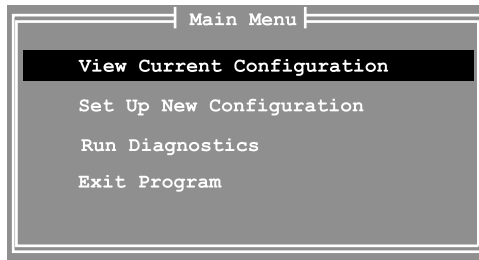 Main Menu
View Current Configuration
Set Up New Configuration
Run Diagnostics
Exit Program